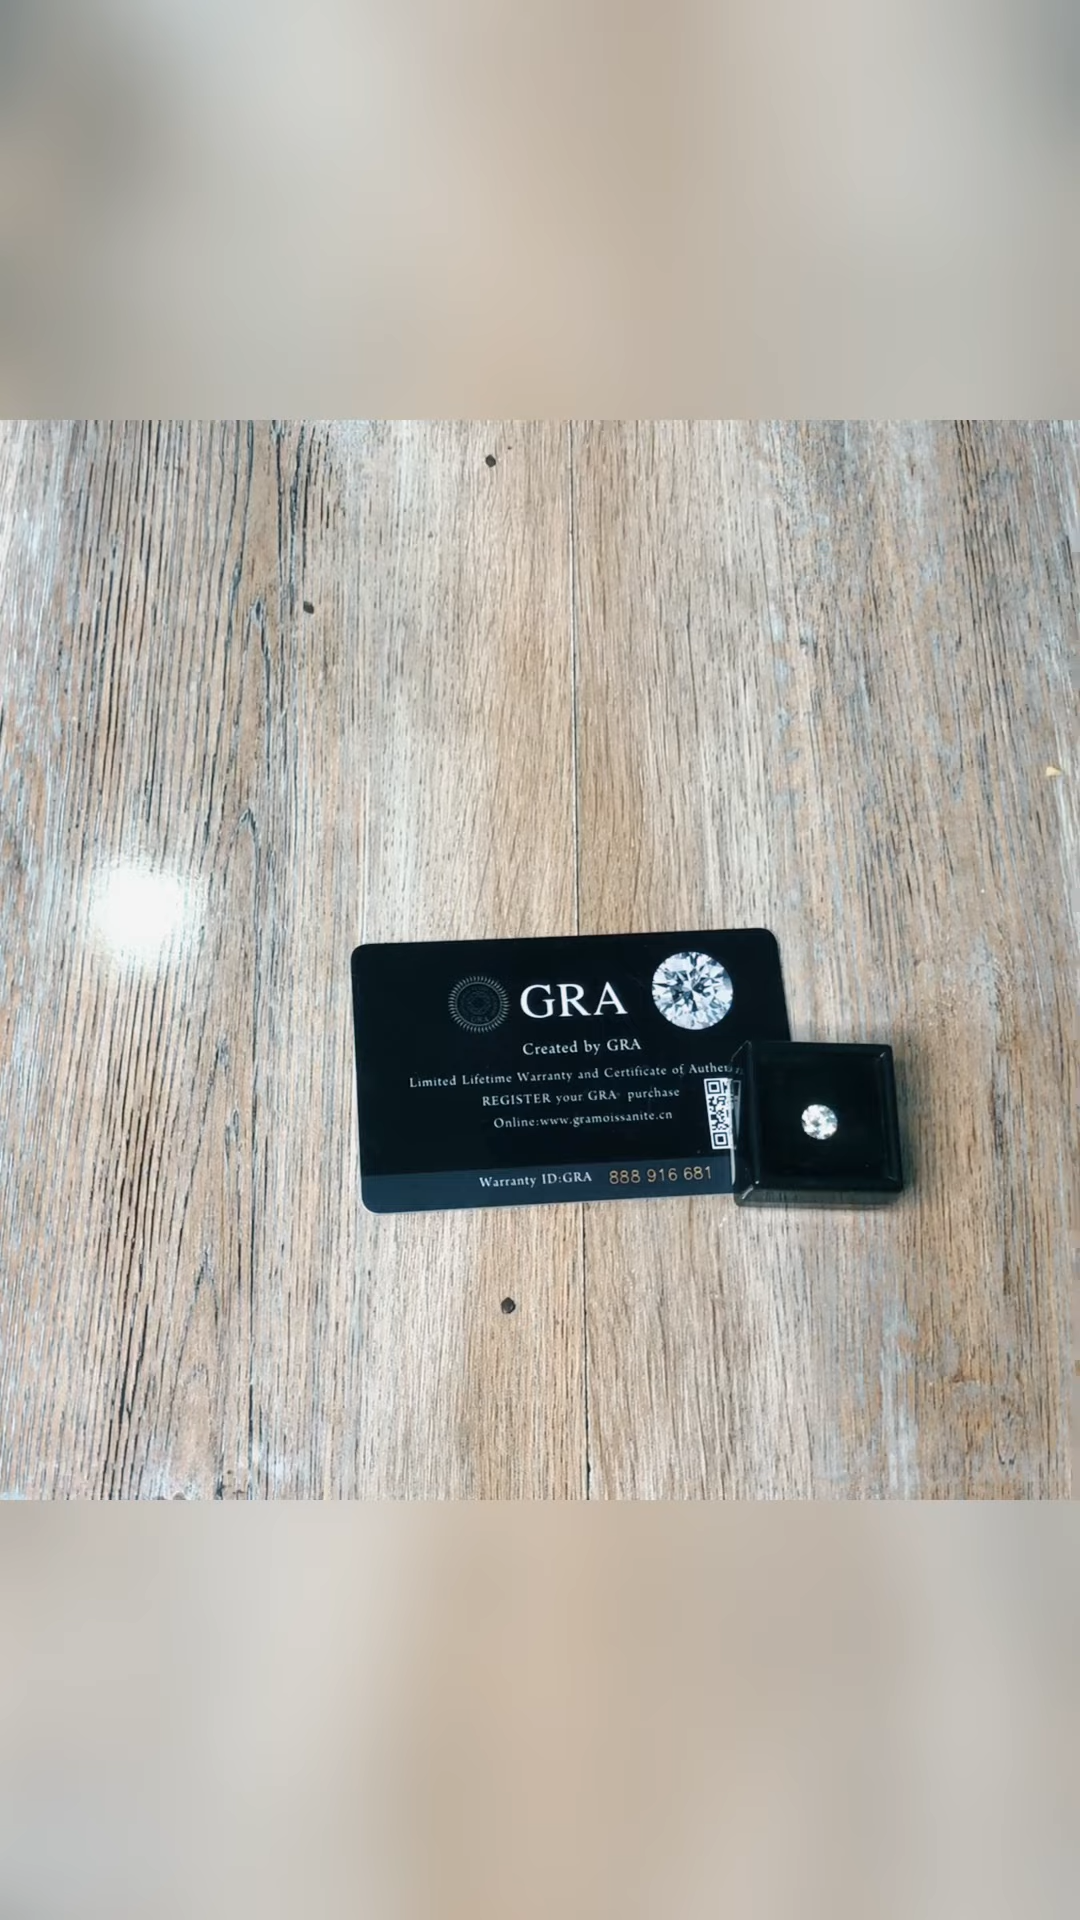 GRA
Created by GRA
Limited Lifetime Warranty and Certificate of
REGISTER your GRA purchase
Online:www.gramoissanite.cn
Warranty ID:GRA 888 916 681